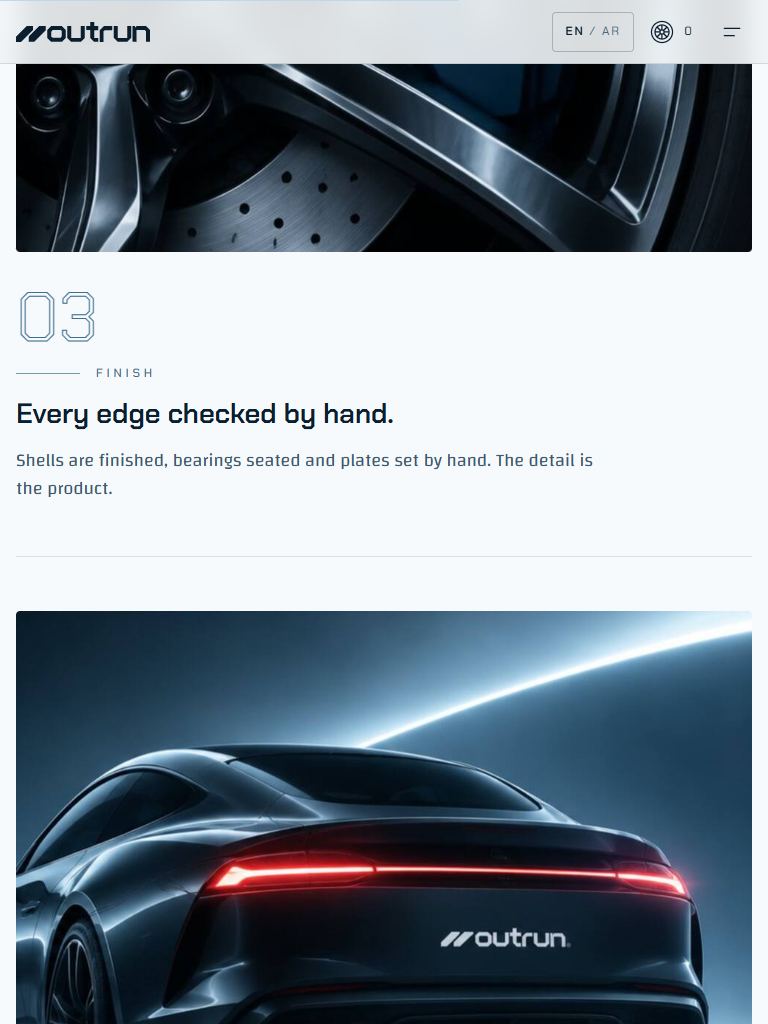 outrun
EN / AR
0
03
FINISH
Every edge checked by hand.
Shells are finished, bearings seated and plates set by hand. The detail is
the product.
outrun